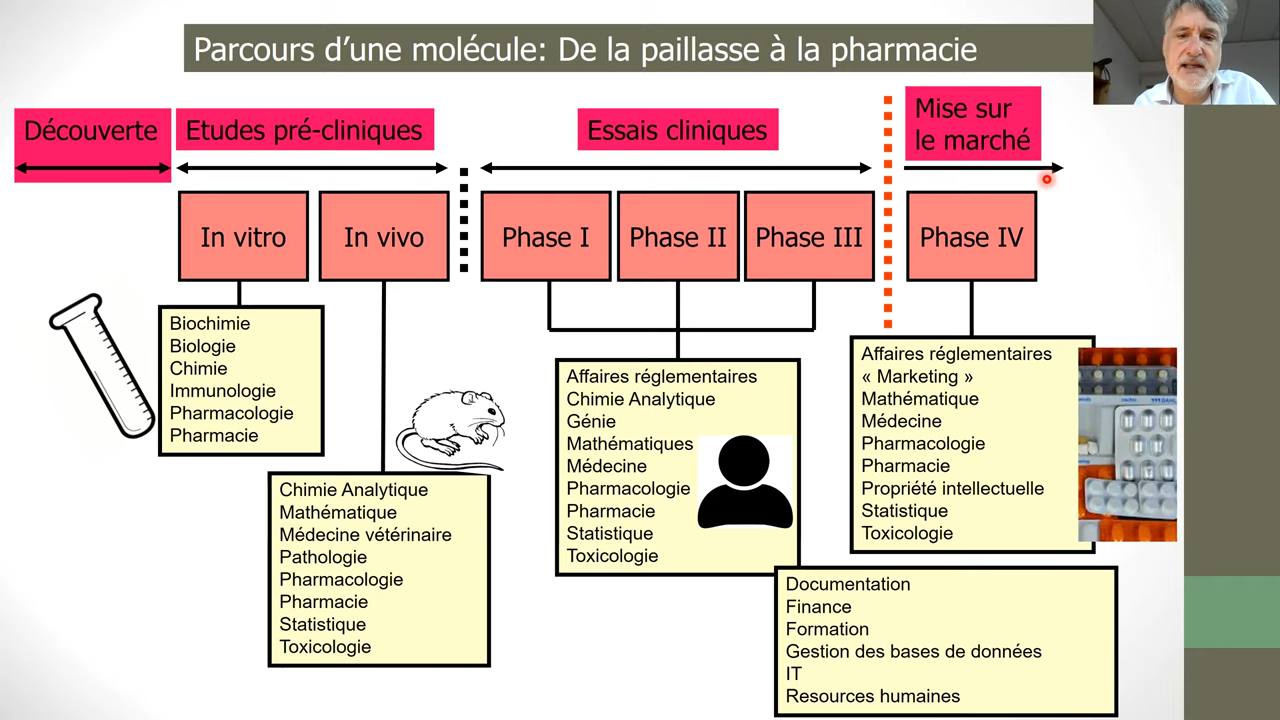 Parcours d’une molécule: De la paillasse à la pharmacie
Découverte
Etudes pré-cliniques
Essais cliniques
Mise sur
le marché
In vitro
In vivo
Phase I
Phase II
Phase III
Phase IV
Biochimie
Biologie
Chimie
Immunologie
Pharmacologie
Pharmacie
Chimie Analytique
Mathématique
Médecine vétérinaire
Pathologie
Pharmacologie
Pharmacie
Statistique
Toxicologie
Affaires réglementaires
Chimie Analytique
Génie
Mathématiques
Médecine
Pharmacologie
Pharmacie
Statistique
Toxicologie
Affaires réglementaires
« Marketing »
Mathématique
Médecine
Pharmacologie
Pharmacie
Propriété intellectuelle
Statistique
Toxicologie
Documentation
Finance
Formation
Gestion des bases de données
IT
Resources humaines